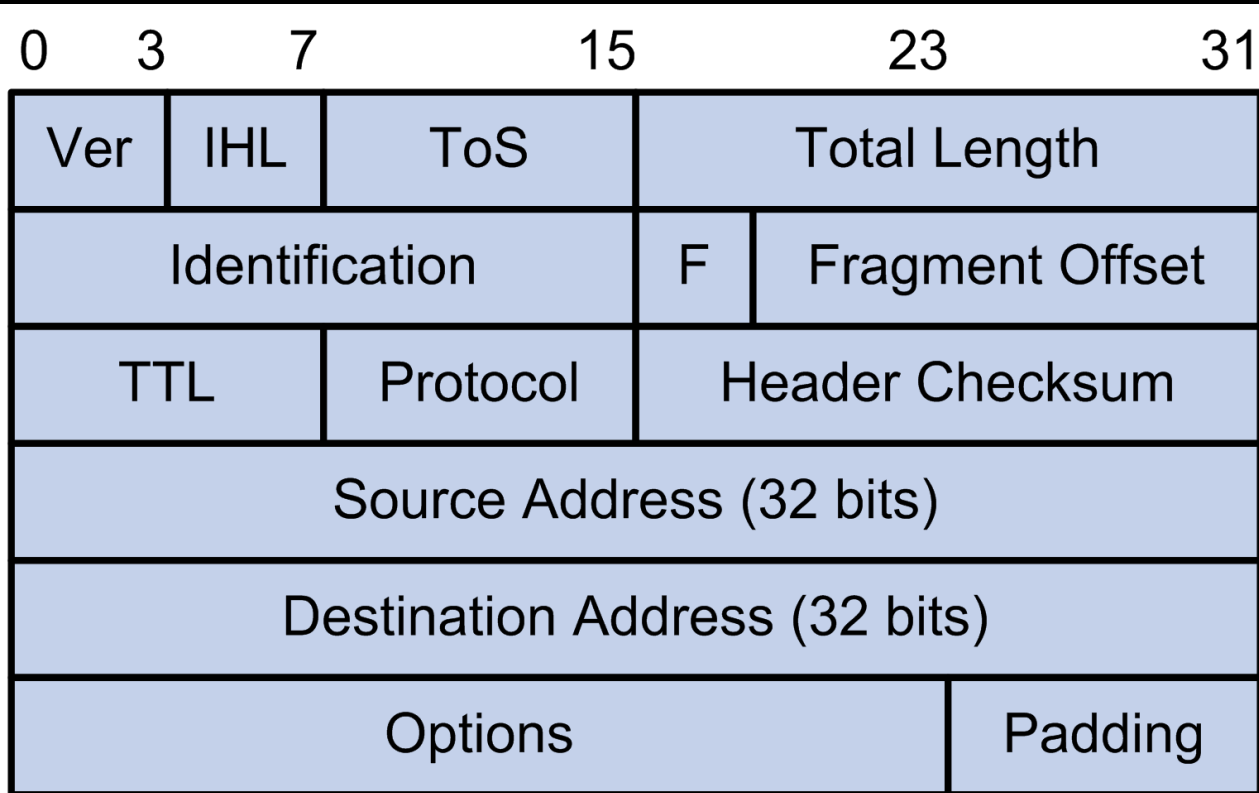 0 3 7 15 23 31
Ver IHL ToS Total Length
Identification F Fragment Offset
TTL Protocol Header Checksum
Source Address (32 bits)
Destination Address (32 bits)
Options Padding